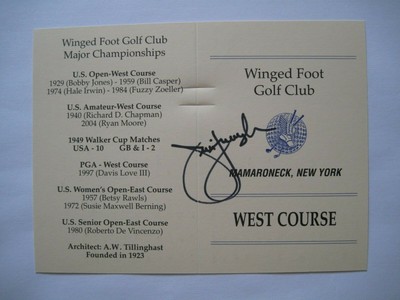 Winged Foot Golf Club
Major Championships
U.S. Open-West Course
1929 (Bobby Jones) - 1959 (Bill Casper)
1974 (Hale Irwin) - 1984 (Fuzzy Zoeller)
U.S. Amateur-West Course
1940 (Richard D. Chapman)
2004 (Ryan Moore)
1949 Walker Cup Matches
USA - 10 GB & I - 2
PGA - West Course
1997 (Davis Love III)
U.S. Women's Open-East Course
1957 (Betsy Rawls)
1972 (Susie Maxwell Berning)
U.S. Senior Open-East Course
1980 (Roberto De Vincenzo)
Architect: A.W. Tillinghast
Founded in 1923
Winged Foot
Golf Club
MAMARONECK, NEW YORK
WEST COURSE